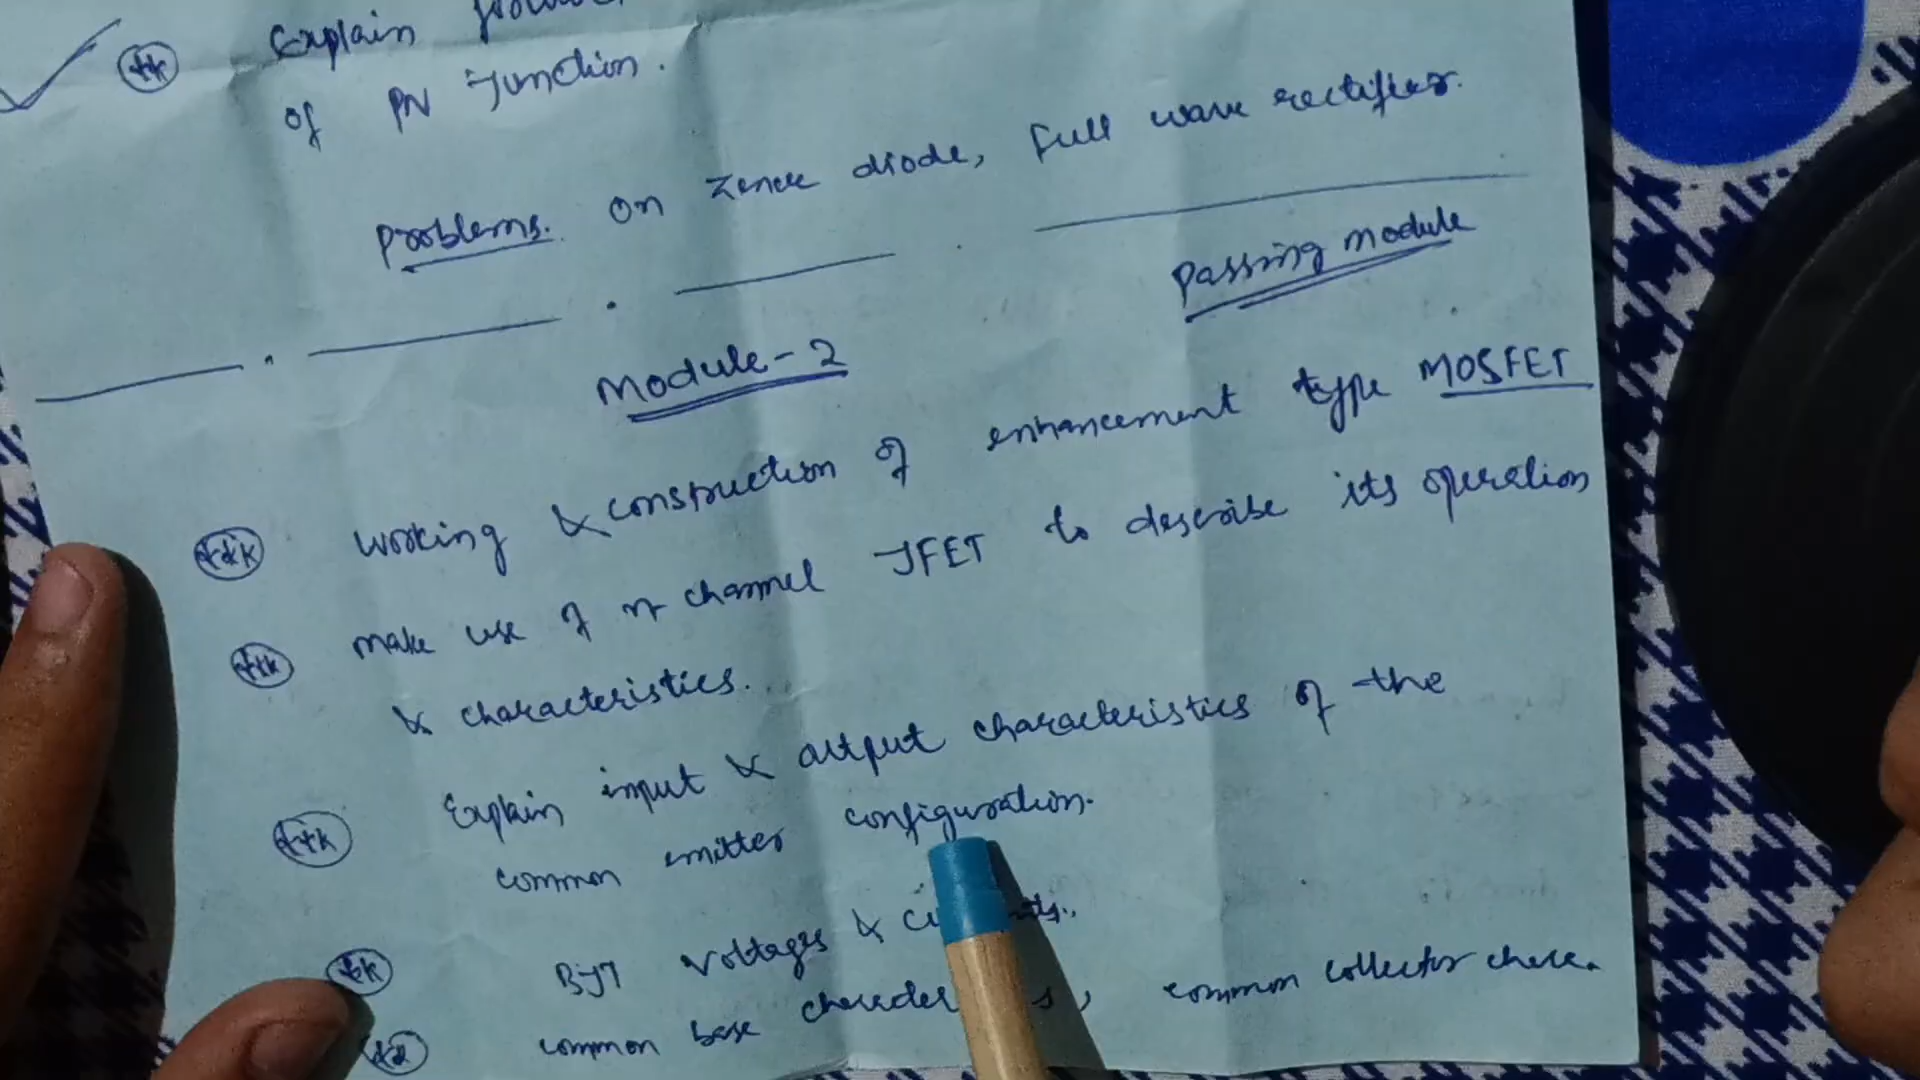 ** Explain
of PN Junction.
Problems. on zener diode, Full wave rectifier.
Passing module
Module-2
*** working & construction of enhancement type MOSFET
*** make use of n channel JFET to describe its operation
& characteristics.
*** Explain input & output characteristics of the
common emitter configuration.
** BJT voltages &
** common base common collector chara.